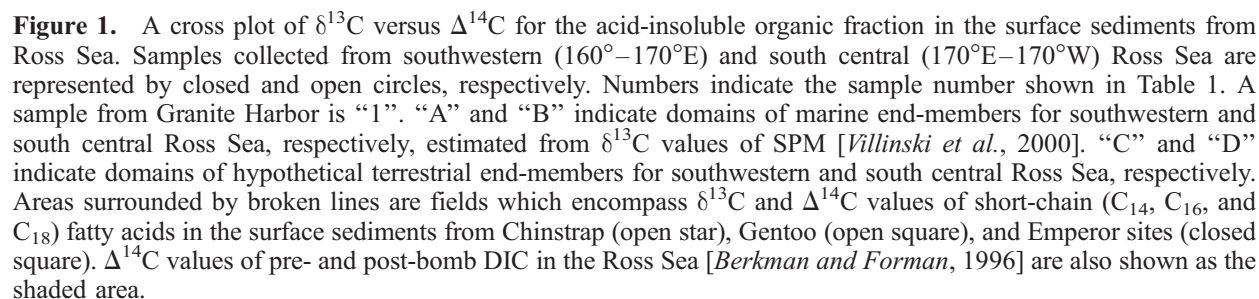 Figure 1. A cross plot of δ¹³C versus Δ¹⁴C for the acid-insoluble organic fraction in the surface sediments from
Ross Sea. Samples collected from southwestern (160°–170°E) and south central (170°E–170°W) Ross Sea are
represented by closed and open circles, respectively. Numbers indicate the sample number shown in Table 1. A
sample from Granite Harbor is “1”. “A” and “B” indicate domains of marine end-members for southwestern and
south central Ross Sea, respectively, estimated from δ¹³C values of SPM [Villinski et al., 2000]. “C” and “D”
indicate domains of hypothetical terrestrial end-members for southwestern and south central Ross Sea, respectively.
Areas surrounded by broken lines are fields which encompass δ¹³C and Δ¹⁴C values of short-chain (C₁₄, C₁₆, and
C₁₈) fatty acids in the surface sediments from Chinstrap (open star), Gentoo (open square), and Emperor sites (closed
square). Δ¹⁴C values of pre- and post-bomb DIC in the Ross Sea [Berkman and Forman, 1996] are also shown as the
shaded area.